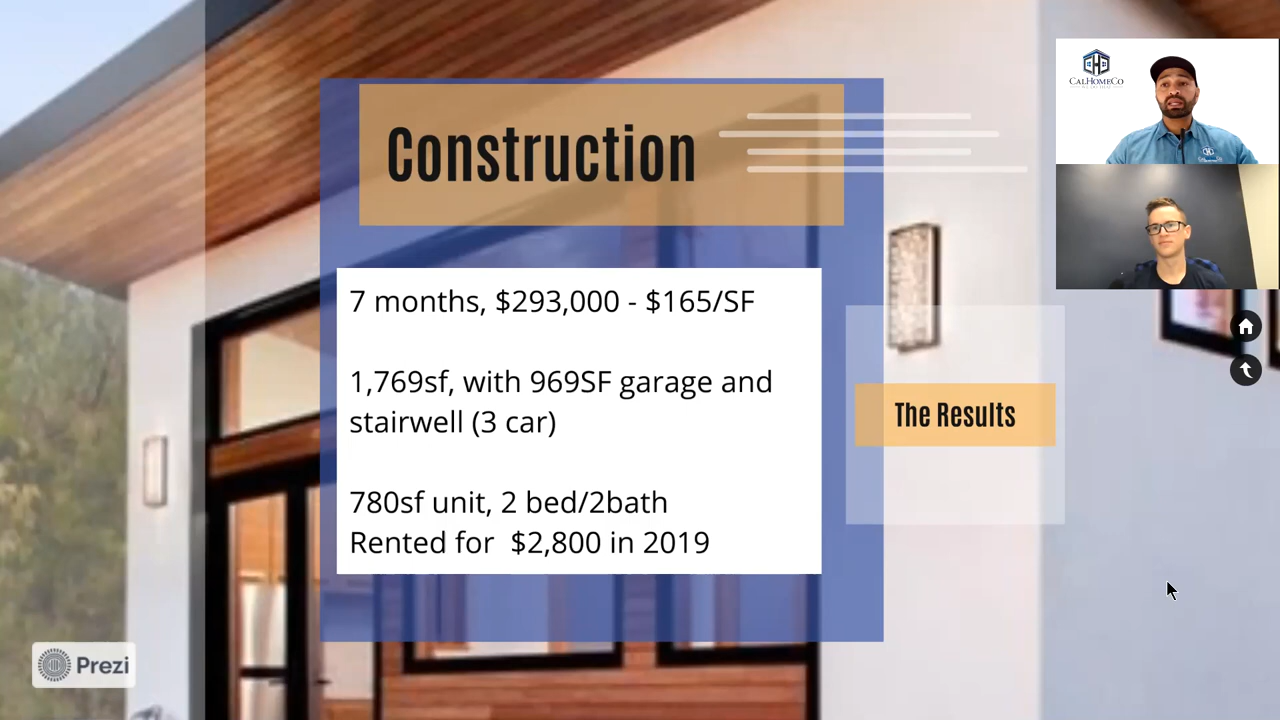 Construction
7 months, $293,000 - $165/SF
1,769sf, with 969SF garage and
stairwell (3 car)
780sf unit, 2 bed/2bath
Rented for $2,800 in 2019
The Results
CALHOMECO
Prezi